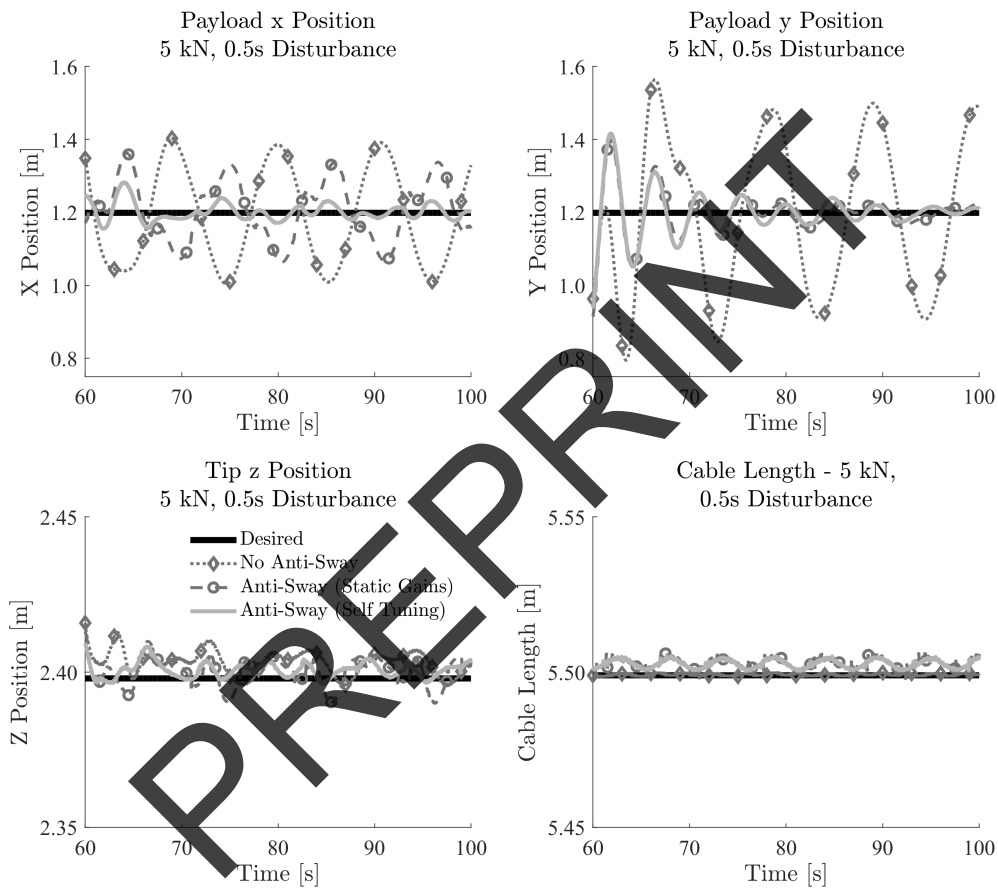 Payload x Position
5 kN, 0.5s Disturbance
1.6
1.4
1.2
1.0
0.8
X Position [m]
60
70
80
90
100
Time [s]
Payload y Position
5 kN, 0.5s Disturbance
1.6
1.4
1.2
1.0
0.8
Y Position [m]
60
70
80
90
100
Time [s]
Tip z Position
5 kN, 0.5s Disturbance
2.45
2.40
2.35
Z Position [m]
Desired
No Anti-Sway
Anti-Sway (Static Gains)
Anti-Sway (Self Tuning)
60
70
80
90
100
Time [s]
Cable Length - 5 kN,
0.5s Disturbance
5.55
5.50
5.45
Cable Length [m]
60
70
80
90
100
Time [s]
PREPRINT